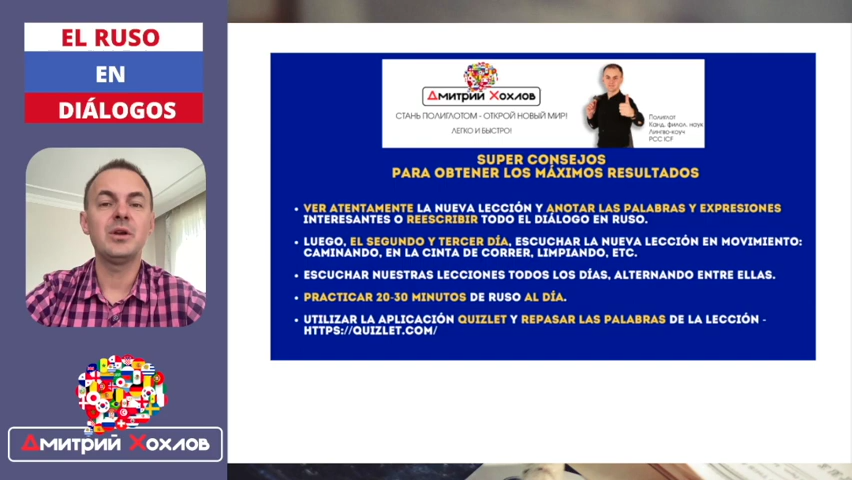 EL RUSO
EN
DIÁLOGOS
Дмитрий Хохлов
Дмитрий Хохлов
СТАНЬ ПОЛИГЛОТОМ - ОТКРОЙ НОВЫЙ МИР!
ЛЕГКО И БЫСТРО!
Полиглот
Канд. филол. наук
Лингво-коуч
PCC ICF
SUPER CONSEJOS
PARA OBTENER LOS MÁXIMOS RESULTADOS
• VER ATENTAMENTE LA NUEVA LECCIÓN Y ANOTAR LAS PALABRAS Y EXPRESIONES
INTERESANTES O REESCRIBIR TODO EL DIÁLOGO EN RUSO.
• LUEGO, EL SEGUNDO Y TERCER DÍA, ESCUCHAR LA NUEVA LECCIÓN EN MOVIMIENTO:
CAMINANDO, EN LA CINTA DE CORRER, LIMPIANDO, ETC.
• ESCUCHAR NUESTRAS LECCIONES TODOS LOS DÍAS, ALTERNANDO ENTRE ELLAS.
• PRACTICAR 20-30 MINUTOS DE RUSO AL DÍA.
• UTILIZAR LA APLICACIÓN QUIZLET Y REPASAR LAS PALABRAS DE LA LECCIÓN -
HTTPS://QUIZLET.COM/